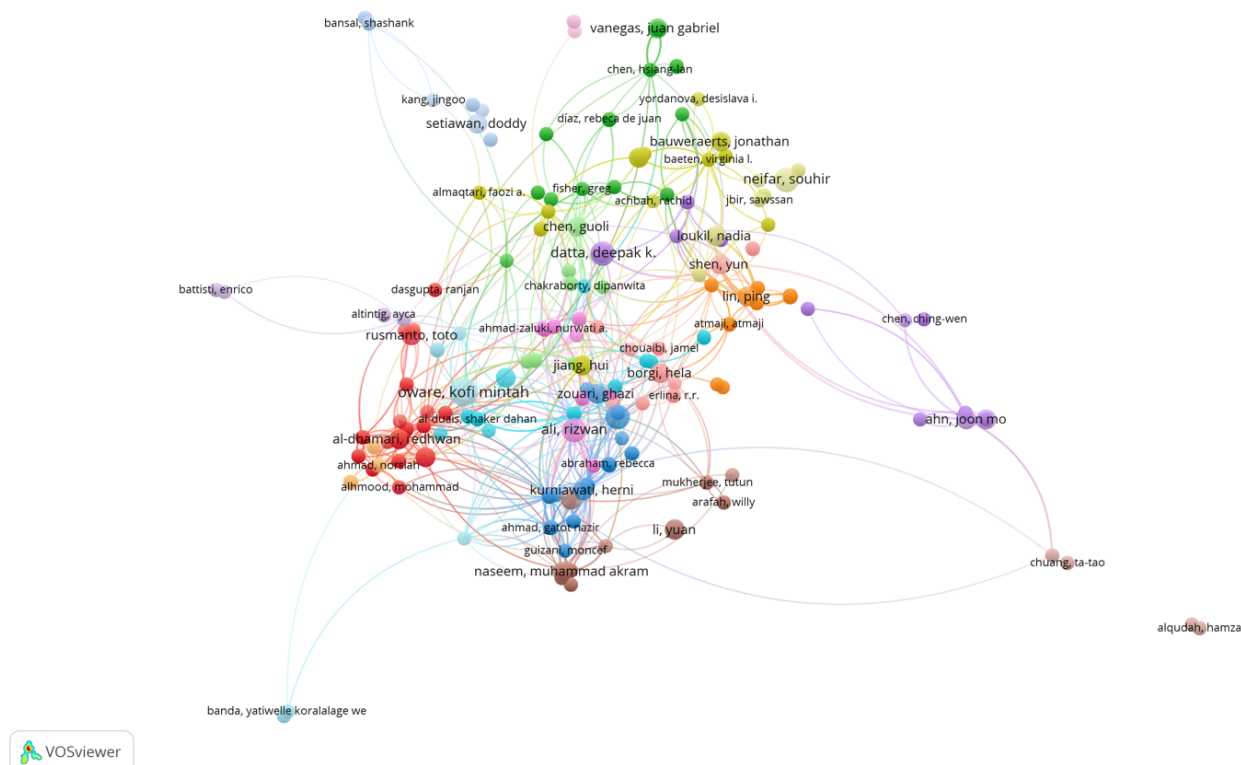 bansal, shashank
vanegas, juan gabriel
chen, hsiang-lan
kang, jingoo
yordanova, desislava i.
setiawan, doddy
díaz, rebeca de juan
bauweraerts, jonathan
baeten, virginia l.
neifar, souhir
almaqtari, faozi a.
fisher, greg
achbah, rachid
jbir, sawssan
chen, guoli
loukil, nadia
datta, deepak k.
shen, yun
battisti, enrico
dasgupta, ranjan
chakraborty, dipanwita
lin, ping
altintig, ayca
chen, ching-wen
rusmanto, toto
ahmad-zaluki, nurwati a.
atmaji, atmaji
chouaibi, jamel
jiang, hui
borgi, hela
oware, kofi mintah
zouari, ghazi
erlina, r.r.
al-duais, shaker dahan
ahn, joon mo
ali, rizwan
al-dhamari, redhwan
ahmad, norsiah
abraham, rebecca
alhmood, mohammad
kurniawati, herni
mukherjee, tutun
arafah, willy
ahmad, gatot nazir
li, yuan
guizani, moncef
naseem, muhammad akram
chuang, ta-tao
alqudah, hamza
banda, yatiwelle koralalage we
VOSviewer